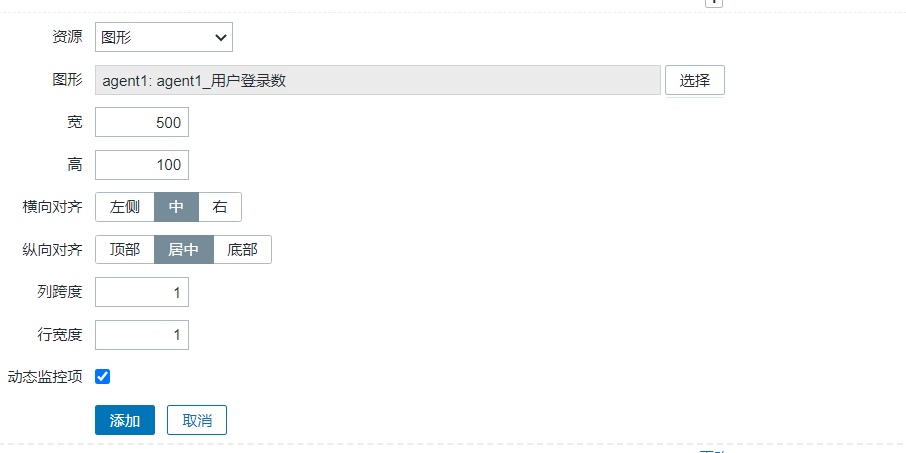 资源 图形
图形 agent1: agent1_用户登录数 选择
宽 500
高 100
横向对齐 左侧 中 右
纵向对齐 顶部 居中 底部
列跨度 1
行宽度 1
动态监控项
添加 取消